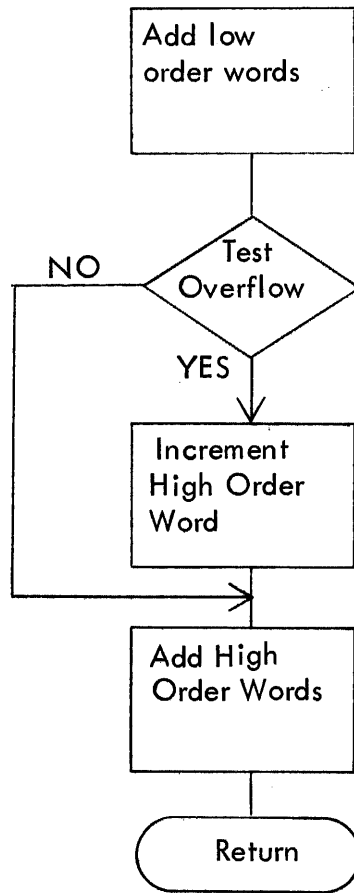 Add low
order words
Test
Overflow
NO
YES
Increment
High Order
Word
Add High
Order Words
Return